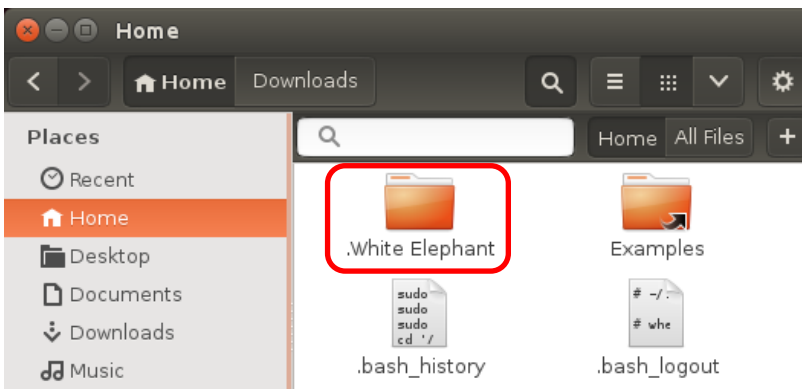 Home
Home Downloads
Places
Home All Files +
Recent
.White Elephant
Examples
Home
Desktop
Documents
sudo
sudo
sudo
cd '/
# ~/.
# whe
Downloads
Music
.bash_history
.bash_logout